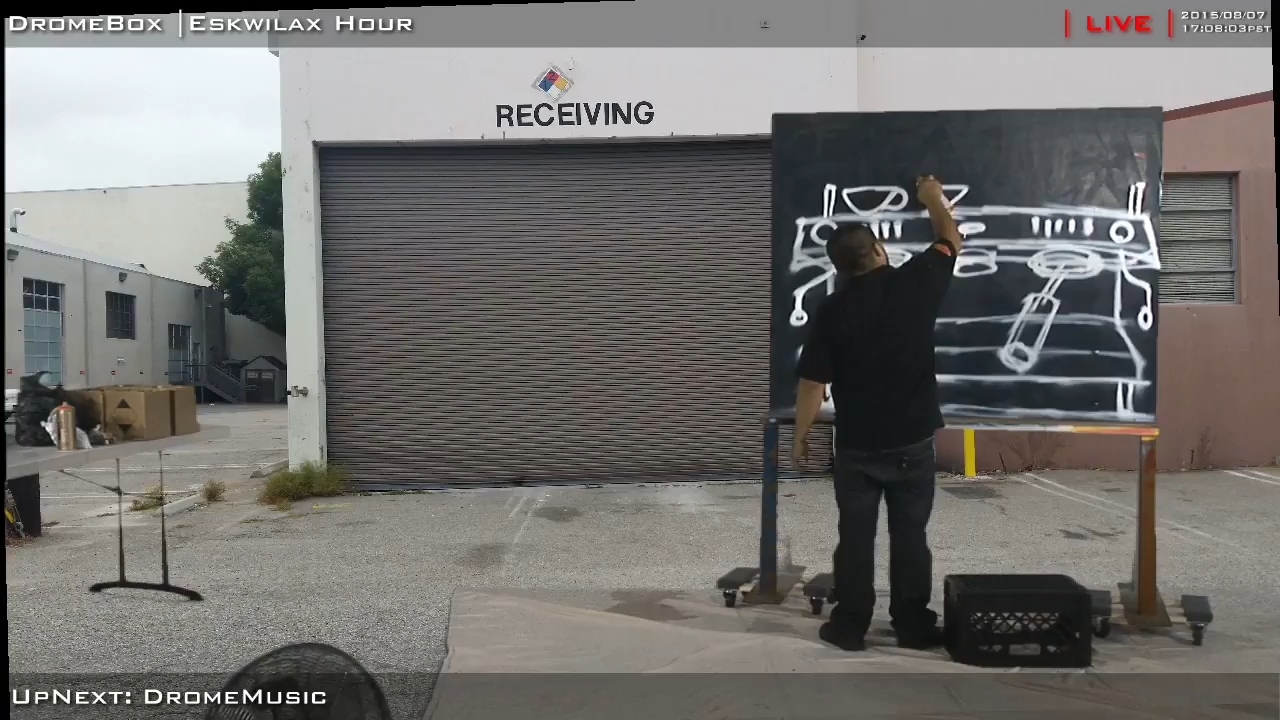 DromeBox | Eskwilax Hour
| LIVE |
2015/08/07
17:08:03PST
RECEIVING
UpNext: DromeMusic